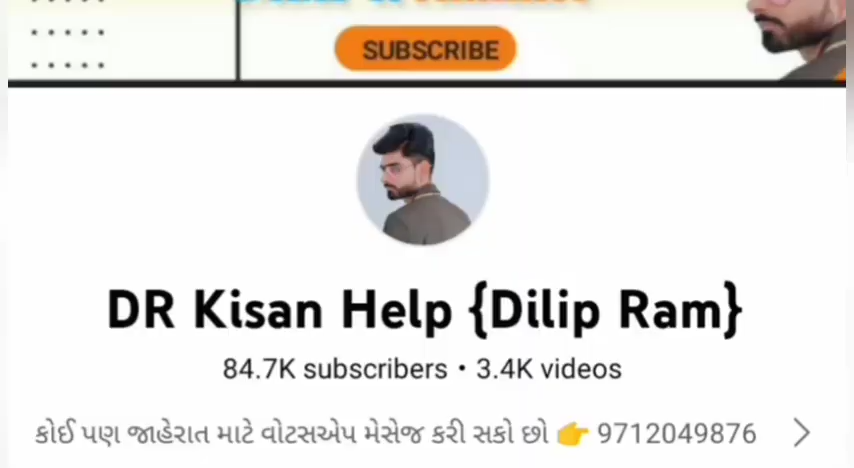 SUBSCRIBE
DR Kisan Help {Dilip Ram}
84.7K subscribers • 3.4K videos
કોઈ પણ જાહેરાત માટે વોટસએપ મેસેજ કરી સકો છો 👉 9712049876